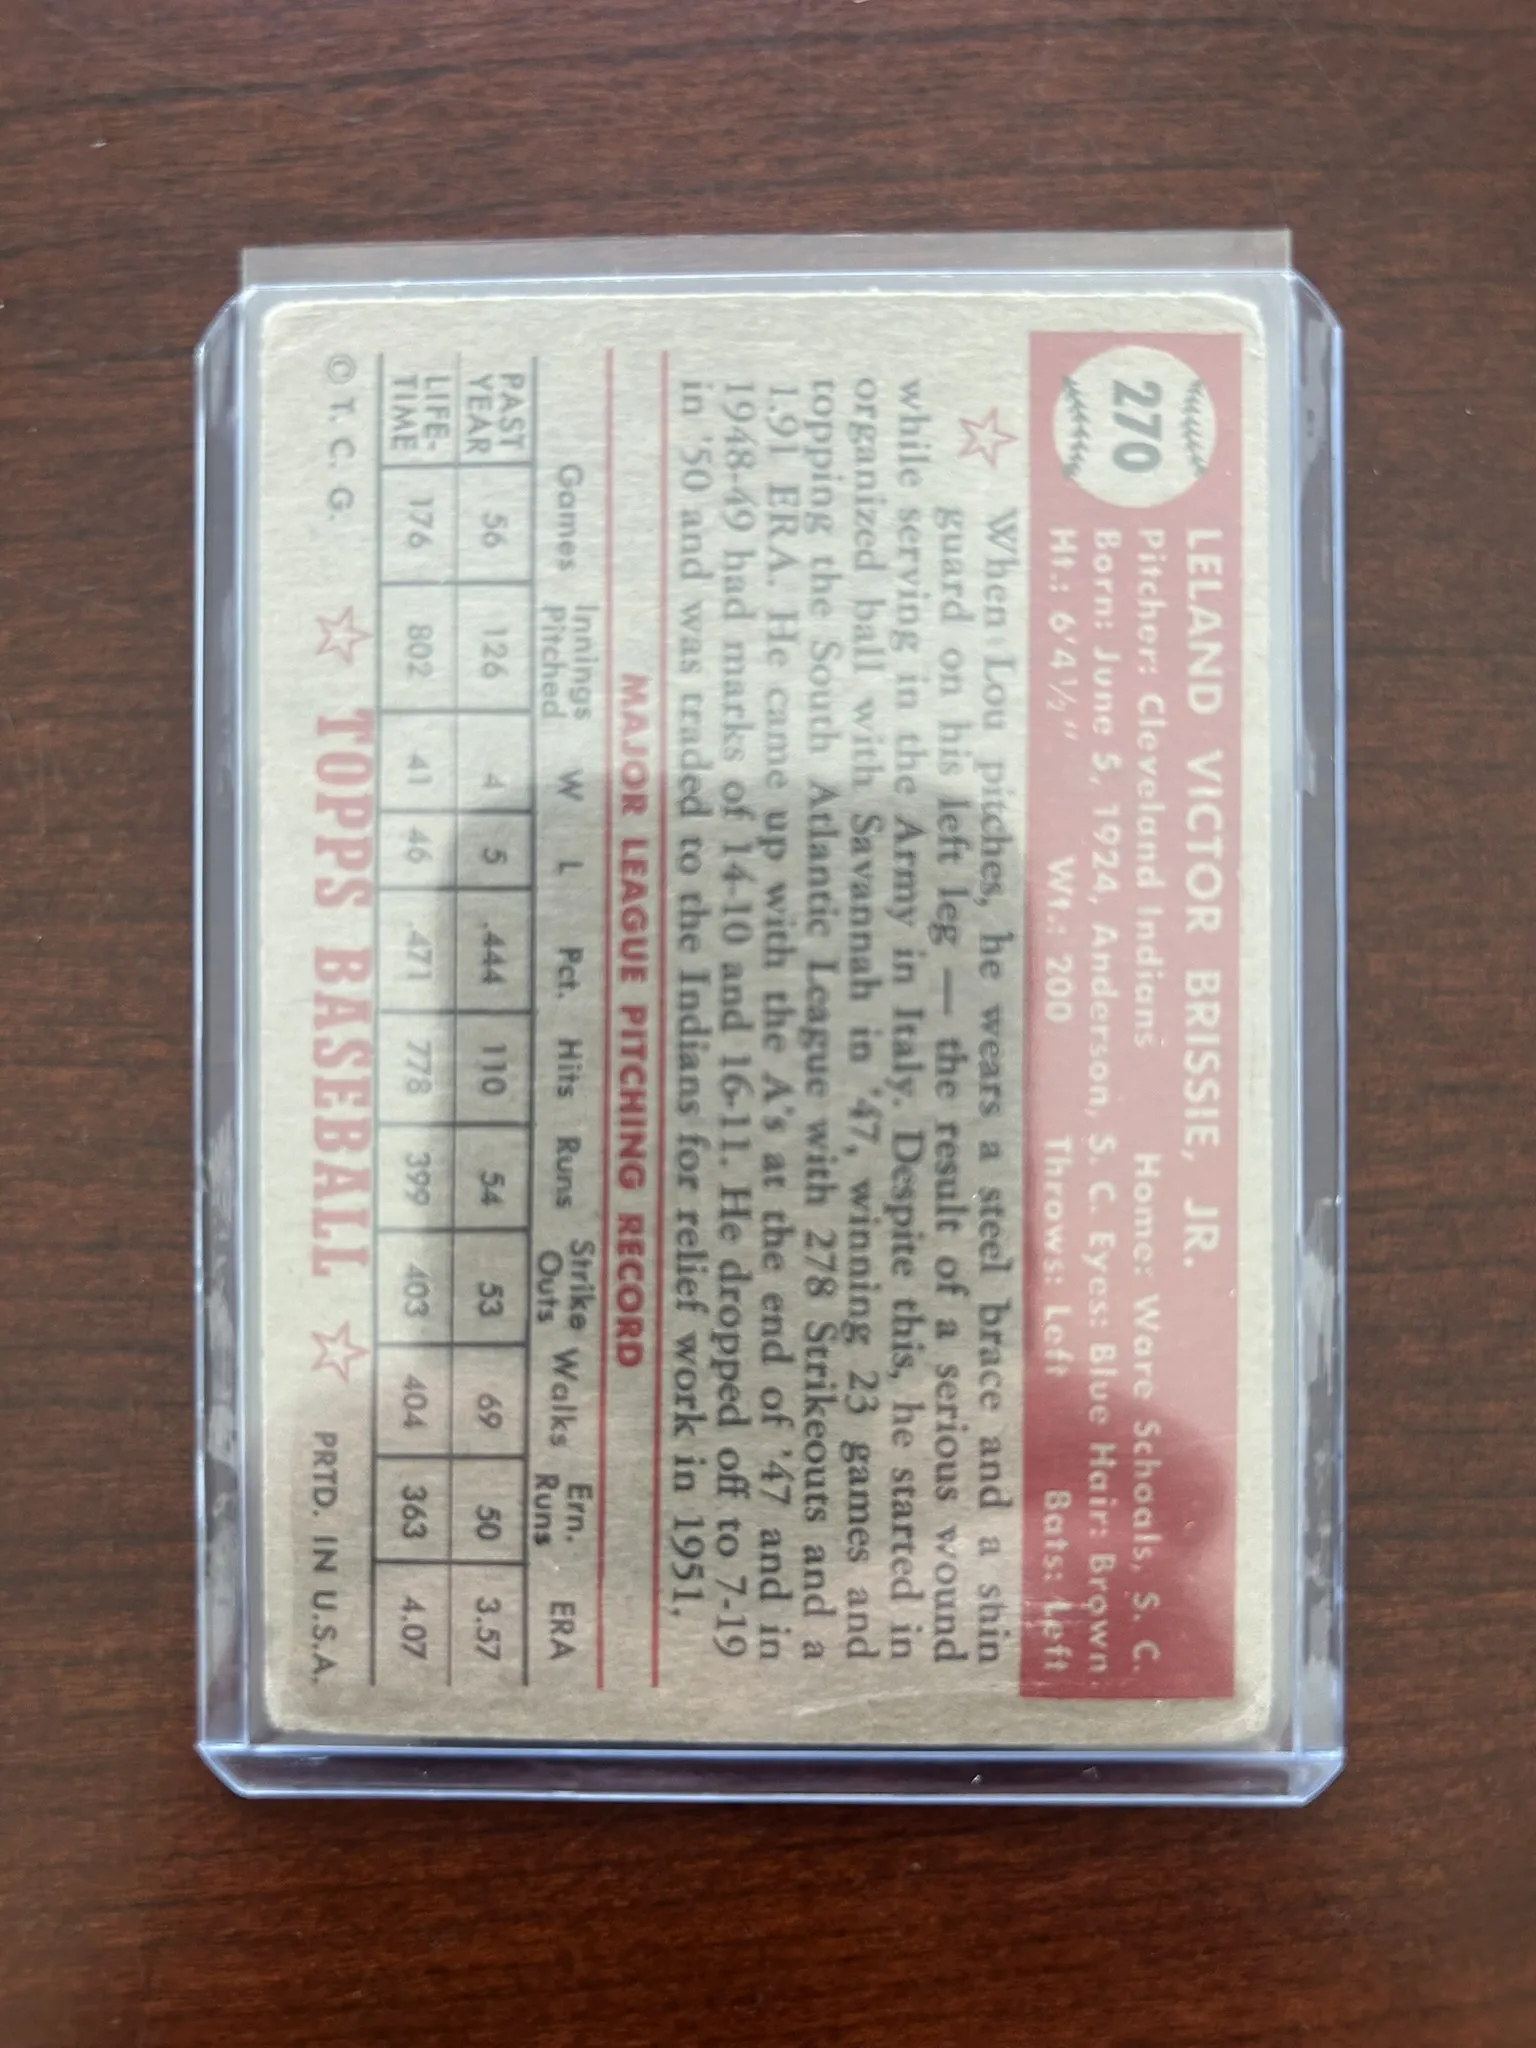 270
LELAND VICTOR BRISSIE, JR.
Pitcher: Cleveland Indians Home: Ware Schoals, S. C.
Born: June 5, 1924, Anderson, S. C. Eyes: Blue Hair: Brown
Ht.: 6'4½" Wt.: 200 Throws: Left Bats: Left
When Lou pitches, he wears a steel brace and a shin
guard on his left leg — the result of a serious wound
while serving in the Army in Italy. Despite this, he started in
organized ball with Savannah in '47, winning 23 games and
topping the South Atlantic League with 278 Strikeouts and a
1.91 ERA. He came up with the A's at the end of '47 and in
1948-49 had marks of 14-10 and 16-11. He dropped off to 7-19
in '50 and was traded to the Indians for relief work in 1951.
MAJOR LEAGUE PITCHING RECORD
Games Innings Pitched W L Pct. Hits Runs Strike Outs Walks Ern. Runs ERA
PAST YEAR 56 126 4 5 .444 110 54 53 69 50 3.57
LIFE-TIME 176 802 41 46 .471 778 399 403 404 363 4.07
© T. C. G. TOPPS BASEBALL PRTD. IN U.S.A.